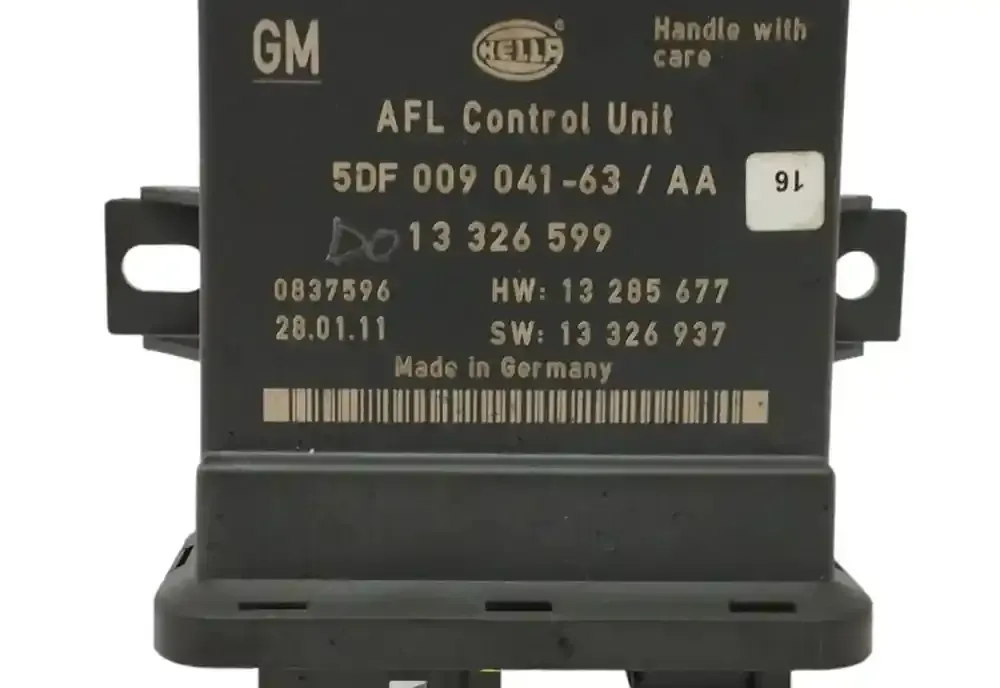 GM
HELLA
Handle with
care
AFL Control Unit
5DF 009 041-63 / AA
16
DO 13 326 599
0837596 HW: 13 285 677
28.01.11 SW: 13 326 937
Made in Germany